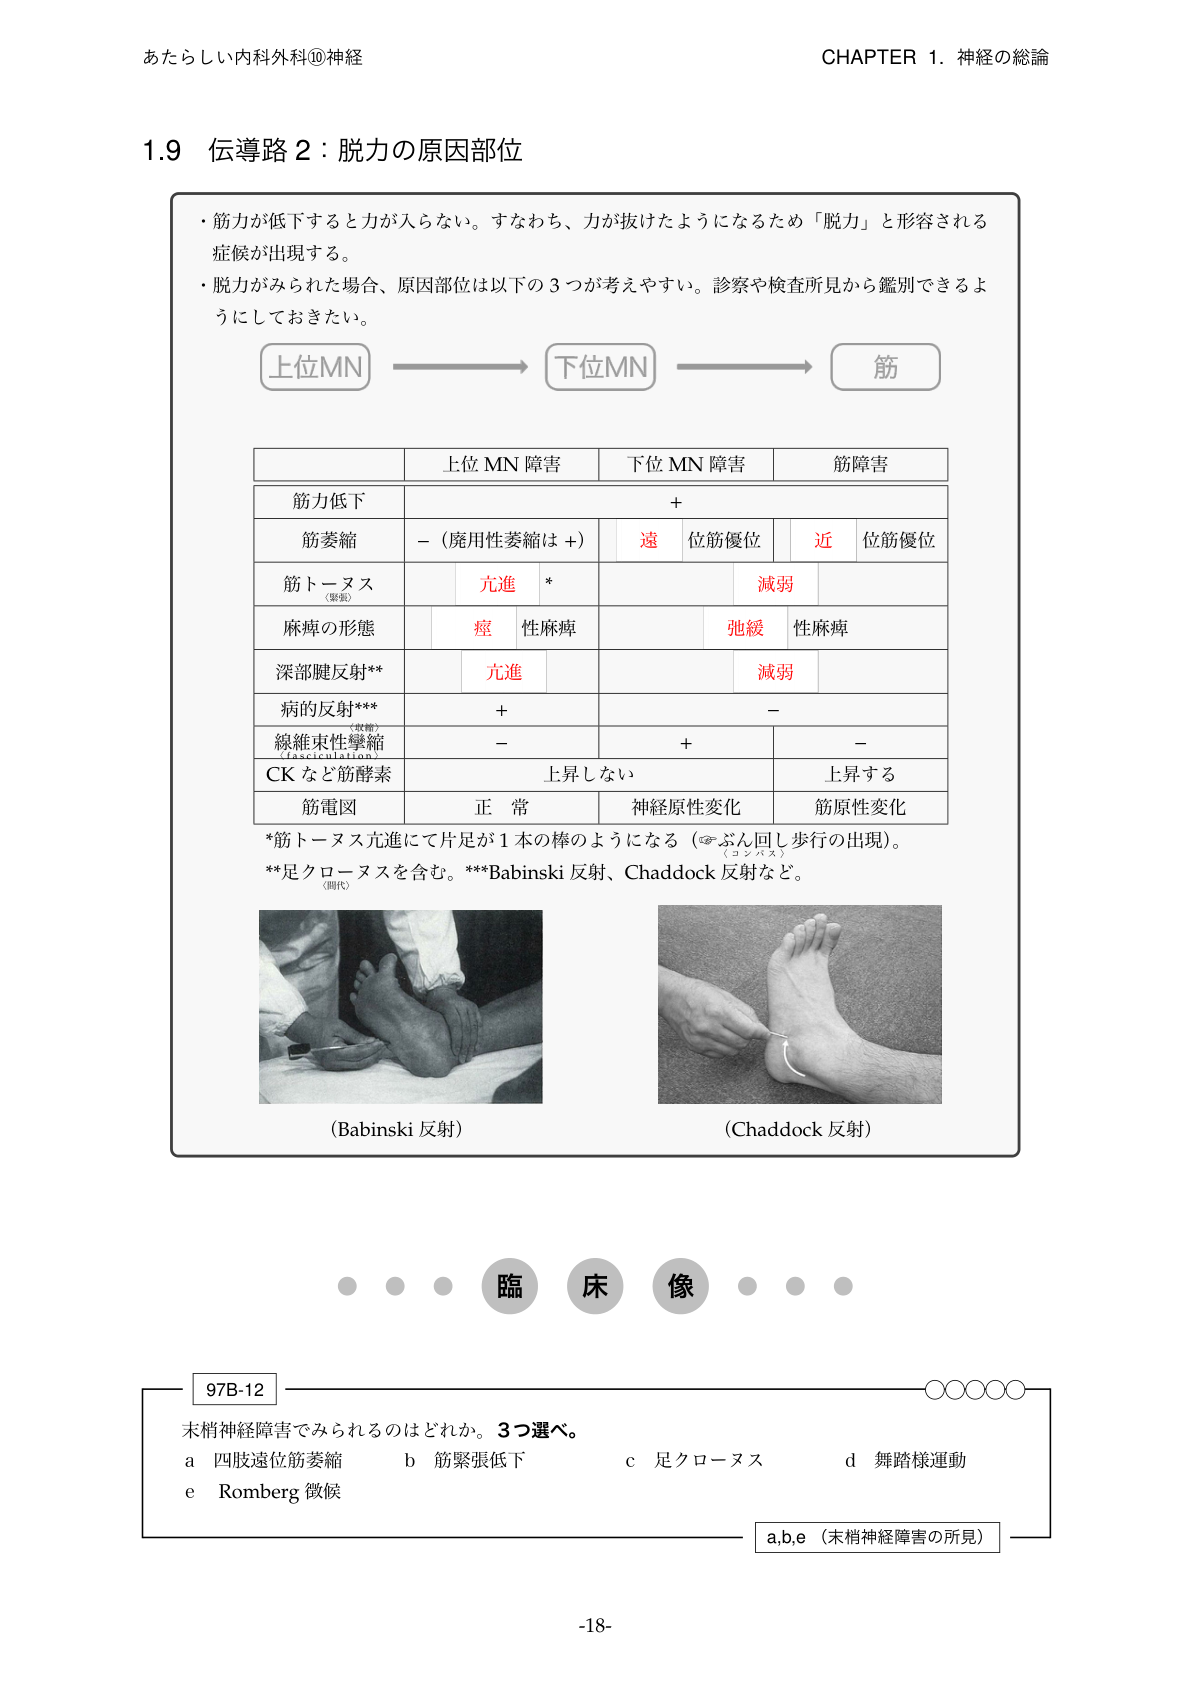 あたらしい内科外科⑩神経 CHAPTER 1. 神経の総論
1.9 伝導路 2：脱力の原因部位
・筋力が低下すると力が入らない。すなわち、力が抜けたようになるため「脱力」と形容される
症候が出現する。
・脱力がみられた場合、原因部位は以下の 3 つが考えやすい。診察や検査所見から鑑別できるよ
うにしておきたい。
上位MN 下位MN 筋
上位 MN 障害 下位 MN 障害 筋障害
筋力低下 +
筋萎縮 −（廃用性萎縮は +） 遠 位筋優位 近 位筋優位
筋トーヌス 亢進 * 減弱
〈緊張〉
麻痺の形態 痙 性麻痺 弛緩 性麻痺
深部腱反射** 亢進 減弱
病的反射*** + −
〈収縮〉
線維束性攣縮 − + −
〈fasciculation〉
CK など筋酵素 上昇しない 上昇する
筋電図 正 常 神経原性変化 筋原性変化
*筋トーヌス亢進にて片足が 1 本の棒のようになる（☞ぶん回し歩行の出現）。
〈コンパス〉
**足クローヌスを含む。***Babinski 反射、Chaddock 反射など。
〈間代〉
（Babinski 反射） （Chaddock 反射）
臨 床 像
97B-12
末梢神経障害でみられるのはどれか。3つ選べ。
a 四肢遠位筋萎縮 b 筋緊張低下 c 足クローヌス d 舞踏様運動
e Romberg 徴候
a,b,e （末梢神経障害の所見）
-18-